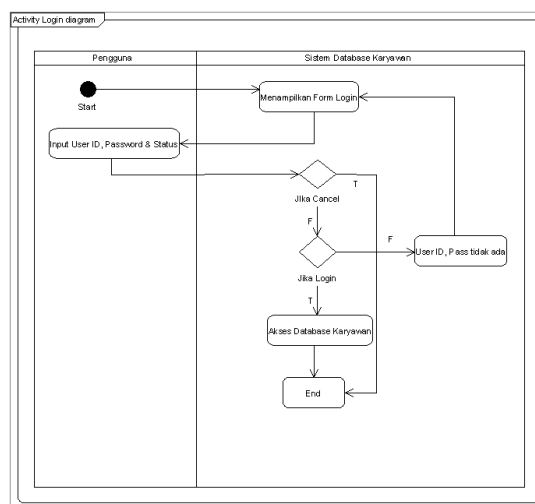 Activity Login diagram
Pengguna
Sistem Database Karyawan
Start
Menampilkan Form Login
Input User ID, Password & Status
T
Jika Cancel
F
F
User ID, Pass tidak ada
Jika Login
T
Akses Database Karyawan
End